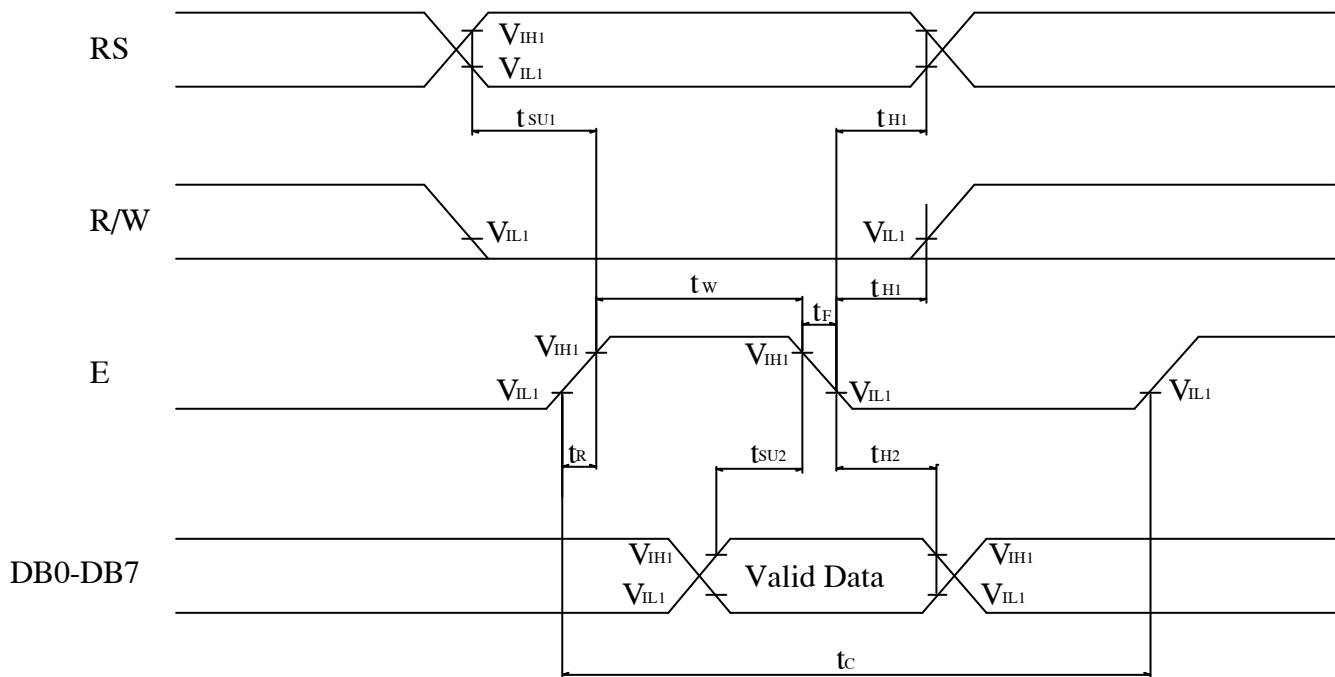 RS
VIH1
VIL1
tSU1
tH1
R/W
VIL1
VIL1
tW
tH1
tF
E
VIH1
VIH1
VIL1
VIL1
VIL1
tR
tSU2
tH2
DB0-DB7
VIH1
VIH1
Valid Data
VIL1
VIL1
tC